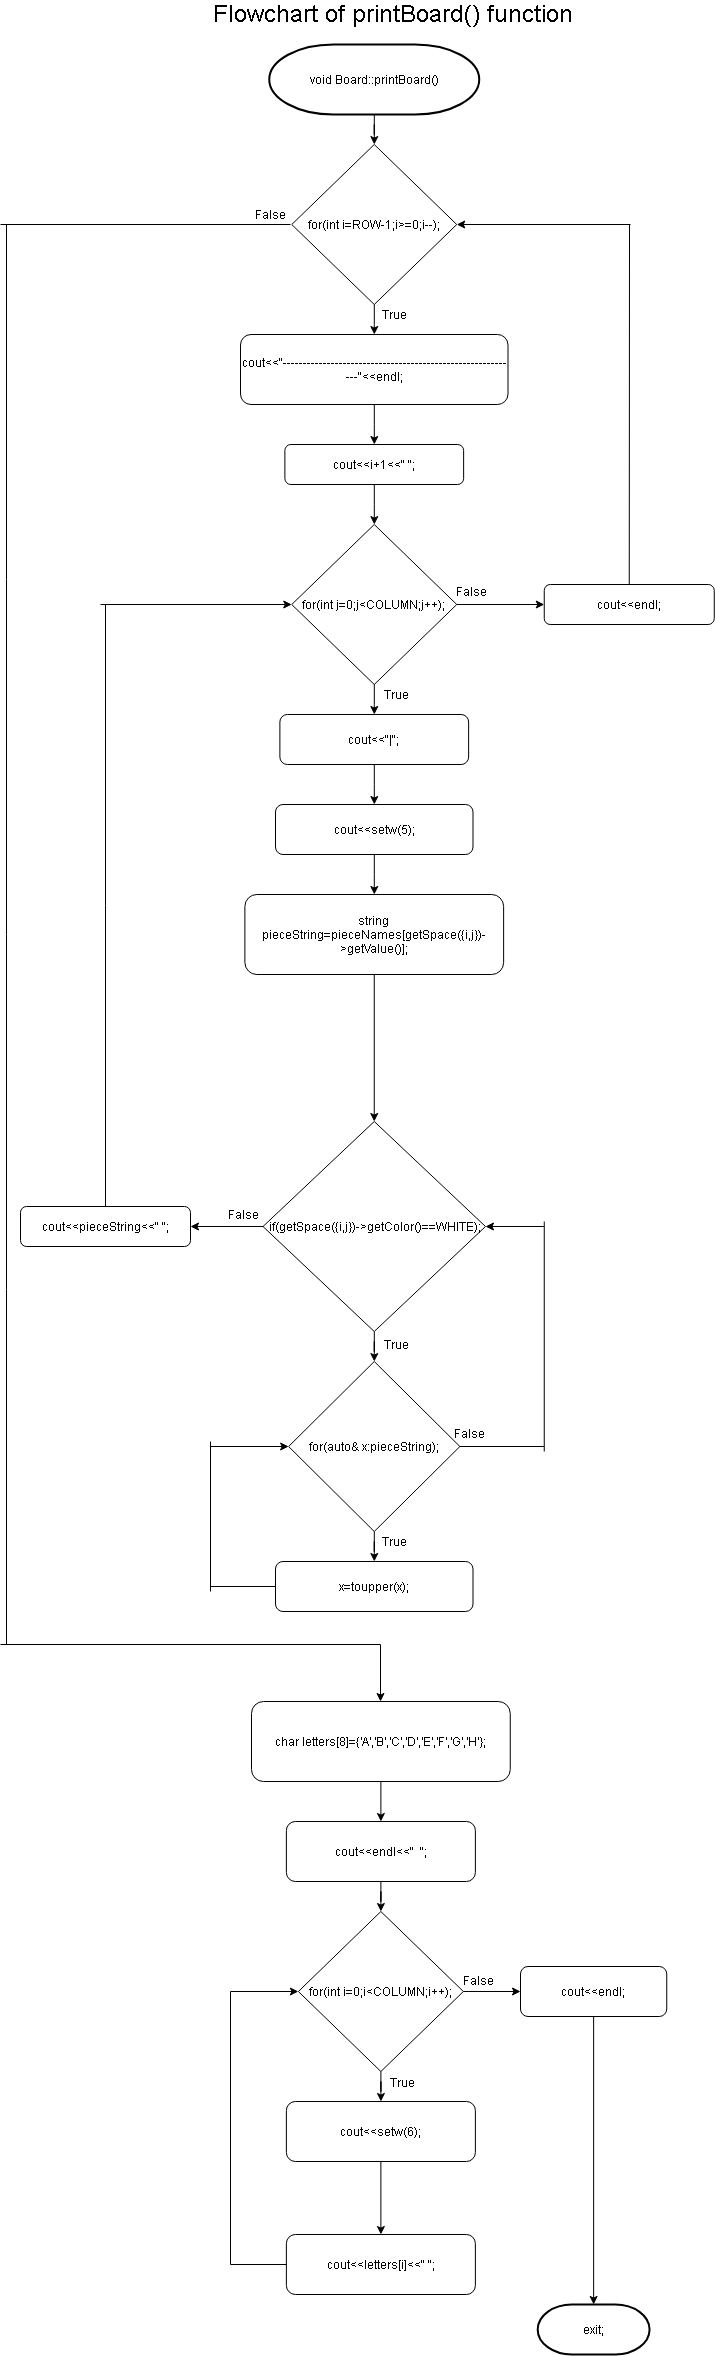 Flowchart of printBoard() function
void Board::printBoard()
False
for(int i=ROW-1;i>=0;i--);
True
cout<<"--------------------------------------------------------
---"<<endl;
cout<<i+1<<" ";
False
for(int j=0;j<COLUMN;j++);
cout<<endl;
True
cout<<"|";
cout<<setw(5);
string
pieceString=pieceNames[getSpace({i,j})-
>getValue()];
False
cout<<pieceString<<" ";
if(getSpace({i,j})->getColor()==WHITE);
True
False
for(auto& x:pieceString);
True
x=toupper(x);
char letters[8]={'A','B','C','D','E','F','G','H'};
cout<<endl<<"  ";
False
for(int i=0;i<COLUMN;i++);
cout<<endl;
True
cout<<setw(6);
cout<<letters[i]<<" ";
exit;